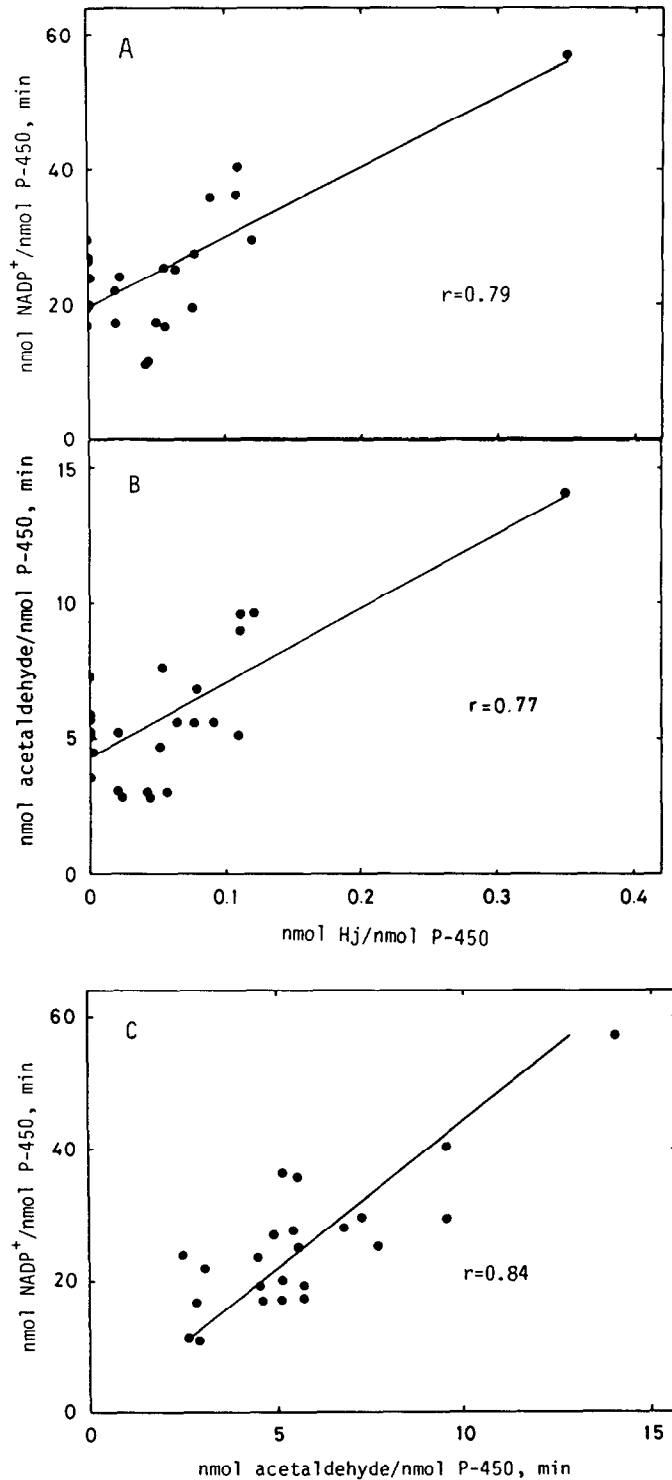 A
60
40
20
0
nmol NADP+/nmol P-450, min
r=0.79
B
15
10
5
0
nmol acetaldehyde/nmol P-450, min
r=0.77
0 0.1 0.2 0.3 0.4
nmol Hj/nmol P-450
C
60
40
20
0
nmol NADP+/nmol P-450, min
r=0.84
0 5 10 15
nmol acetaldehyde/nmol P-450, min